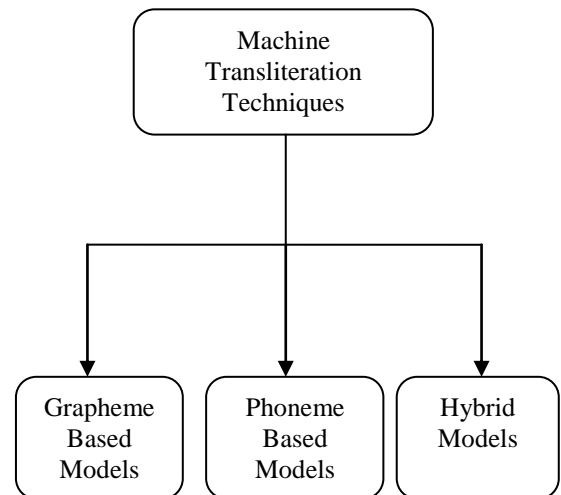 Machine
Transliteration
Techniques
Grapheme
Based
Models
Phoneme
Based
Models
Hybrid
Models